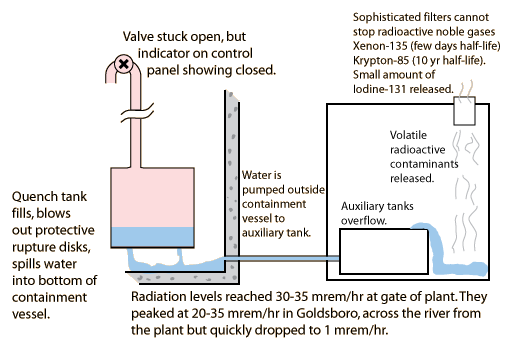 Sophisticated filters cannot
stop radioactive noble gases
Xenon-135 (few days half-life)
Krypton-85 (10 yr half-life).
Small amount of
Iodine-131 released.
Valve stuck open, but
indicator on control
panel showing closed.
Volatile
radioactive
contaminants
released.
Water is
pumped outside
containment
vessel to
auxiliary tank.
Auxiliary tanks
overflow.
Quench tank
fills, blows
out protective
rupture disks,
spills water
into bottom of
containment
vessel.
Radiation levels reached 30-35 mrem/hr at gate of plant. They
peaked at 20-35 mrem/hr in Goldsboro, across the river from
the plant but quickly dropped to 1 mrem/hr.